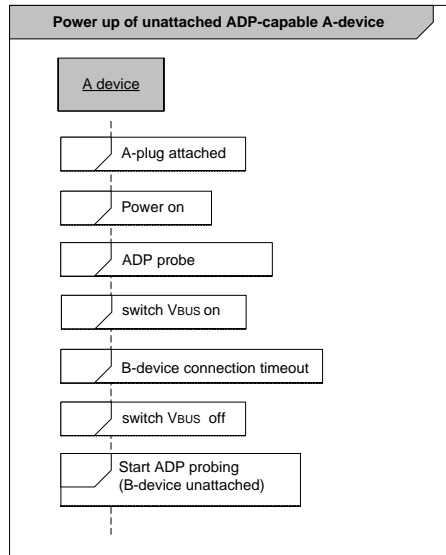 Power up of unattached ADP-capable A-device
A device
A-plug attached
Power on
ADP probe
switch VBUS on
B-device connection timeout
switch VBUS off
Start ADP probing
(B-device unattached)